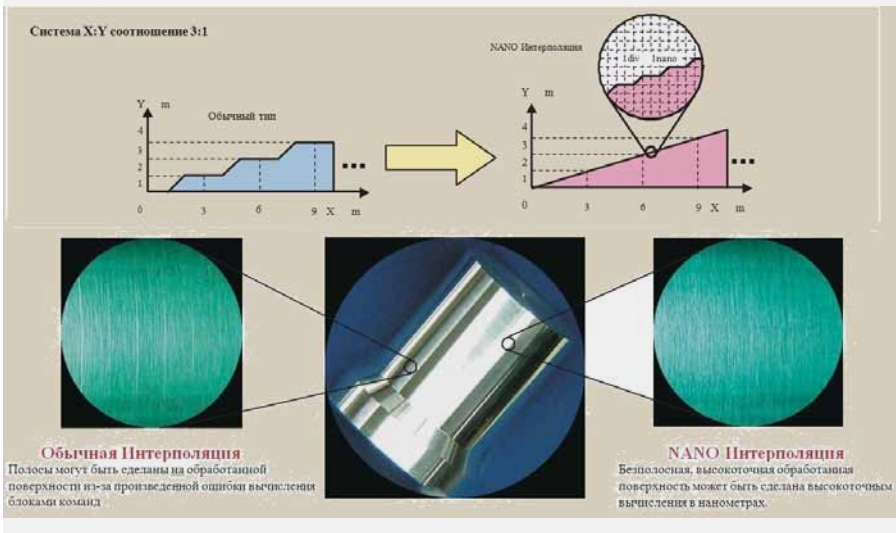 Система X:Y соотношение 3:1
NANO Интерполяция
1div 1nano
Y m
Обычный тип
4
3
2
1
0 3 6 9 X m
Y m
4
3
2
1
0 3 6 9 X m
Обычная Интерполяция
Полосы могут быть сделаны на обработанной
поверхности из-за произведенной ошибки вычисления
блоками команд
NANO Интерполяция
Безполосная, высокоточная обработанная
поверхность может быть сделана высокоточным
вычисления в нанометрах.